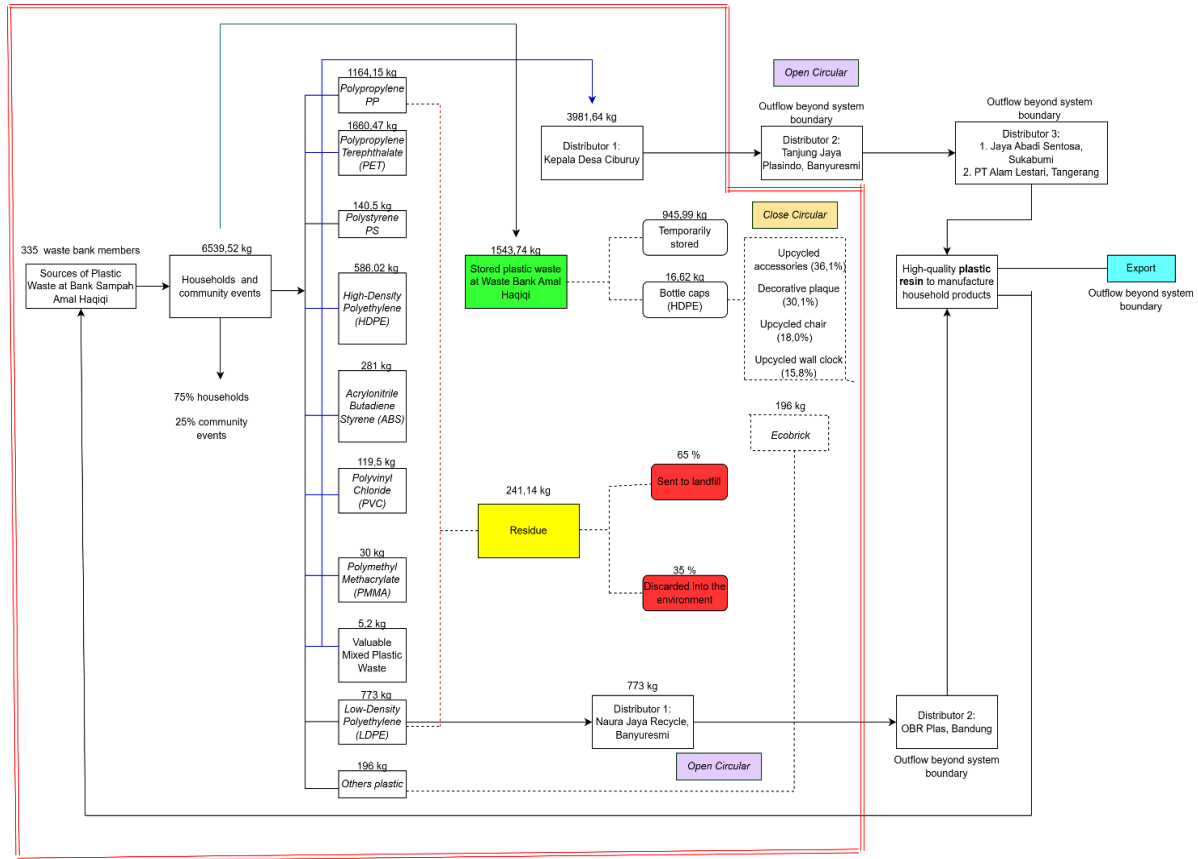 335 waste bank members
Sources of Plastic
Waste at Bank Sampah
Amal Haqiqi
6539,52 kg
Households and
community events
75% households
25% community
events
1164,15 kg
Polypropylene
PP
1660,47 kg
Polypropylene
Terephthalate
(PET)
140,5 kg
Polystyrene
PS
586,02 kg
High-Density
Polyethylene
(HDPE)
281 kg
Acrylonitrile
Butadiene
Styrene (ABS)
119,5 kg
Polyvinyl
Chloride
(PVC)
30 kg
Polymethyl
Methacrylate
(PMMA)
5,2 kg
Valuable
Mixed Plastic
Waste
773 kg
Low-Density
Polyethylene
(LDPE)
196 kg
Others plastic
3981,64 kg
Distributor 1:
Kepala Desa Ciburuy
1543,74 kg
Stored plastic waste
at Waste Bank Amal
Haqiqi
945,99 kg
Temporarily
stored
16,62 kg
Bottle caps
(HDPE)
Close Circular
Upcycled
accessories (36,1%)
Decorative plaque
(30,1%)
Upcycled chair
(18,0%)
Upcycled wall clock
(15,8%)
196 kg
Ecobrick
241,14 kg
Residue
65 %
Sent to landfill
35 %
Discarded into the
environment
773 kg
Distributor 1:
Naura Jaya Recycle,
Banyuresmi
Open Circular
Open Circular
Outflow beyond system
boundary
Distributor 2:
Tanjung Jaya
Plasindo, Banyuresmi
Outflow beyond system
boundary
Distributor 3:
1. Jaya Abadi Sentosa,
Sukabumi
2. PT Alam Lestari, Tangerang
High-quality plastic
resin to manufacture
household products
Export
Outflow beyond system
boundary
Distributor 2:
OBR Plas, Bandung
Outflow beyond system
boundary